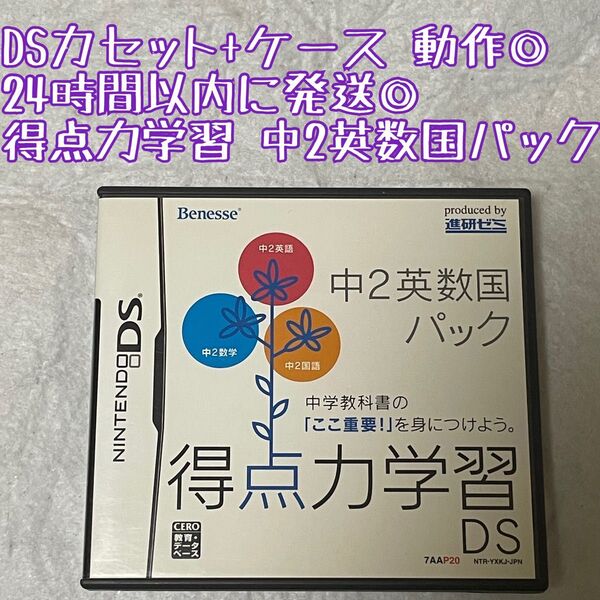 DSカセット+ケース 動作◎
24時間以内に発送◎
得点力学習 中2英数国パック
Benesse®
produced by
進研ゼミ
中2英語
中2数学
中2国語
中2英数国
パック
中学教科書の
「ここ重要!」を身につけよう。
得点力学習
DS
NINTENDO DS™
CERO
教育・
データ
ベース
7AAP20
NTR-YXKJ-JPN